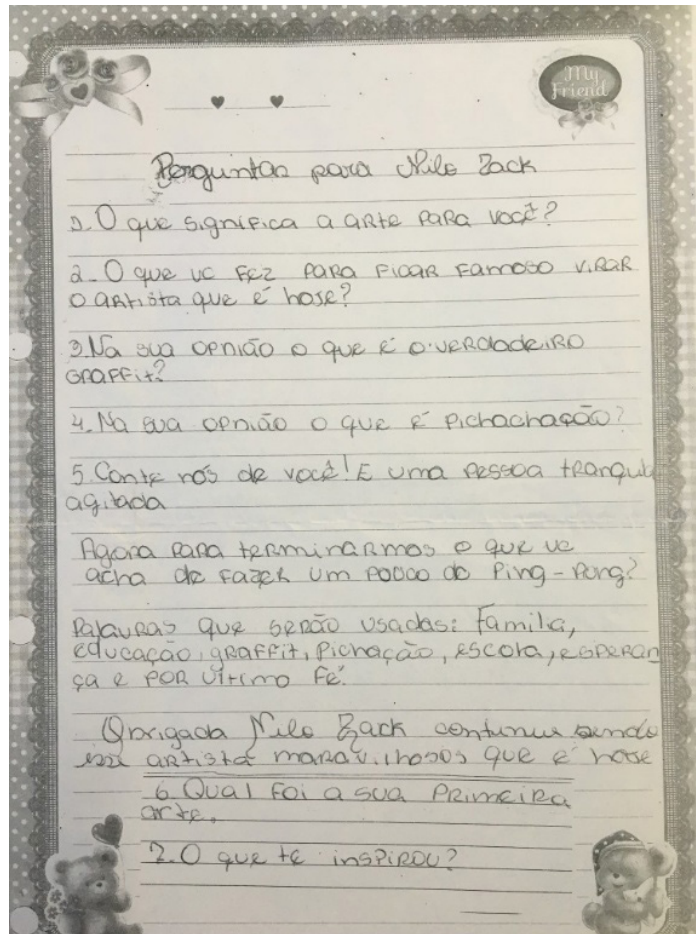 My
Friend
Perguntas para Nilo Zack
1. O que significa a arte para você?
2. O que vc fez para ficar famoso virar
o artista que é hose?
3. Na sua opnião o que é o verdadeiro
graffit?
4. Na sua opnião o que é pichachação?
5. Conte nós de você! E uma pessoa tranquila
agitada
Agora para terminarmos o que vc
acha de fazer um pouco do Ping-Pong?
Palavras que serão usadas: Familia,
educação, graffit, pichação, escola, esperan
ça e por ultimo fé.
Obrigada Nilo Zack continue sendo
esse artista maravilhosos que é hose
6. Qual foi a sua primeira
arte.
7. O que te inspirou?